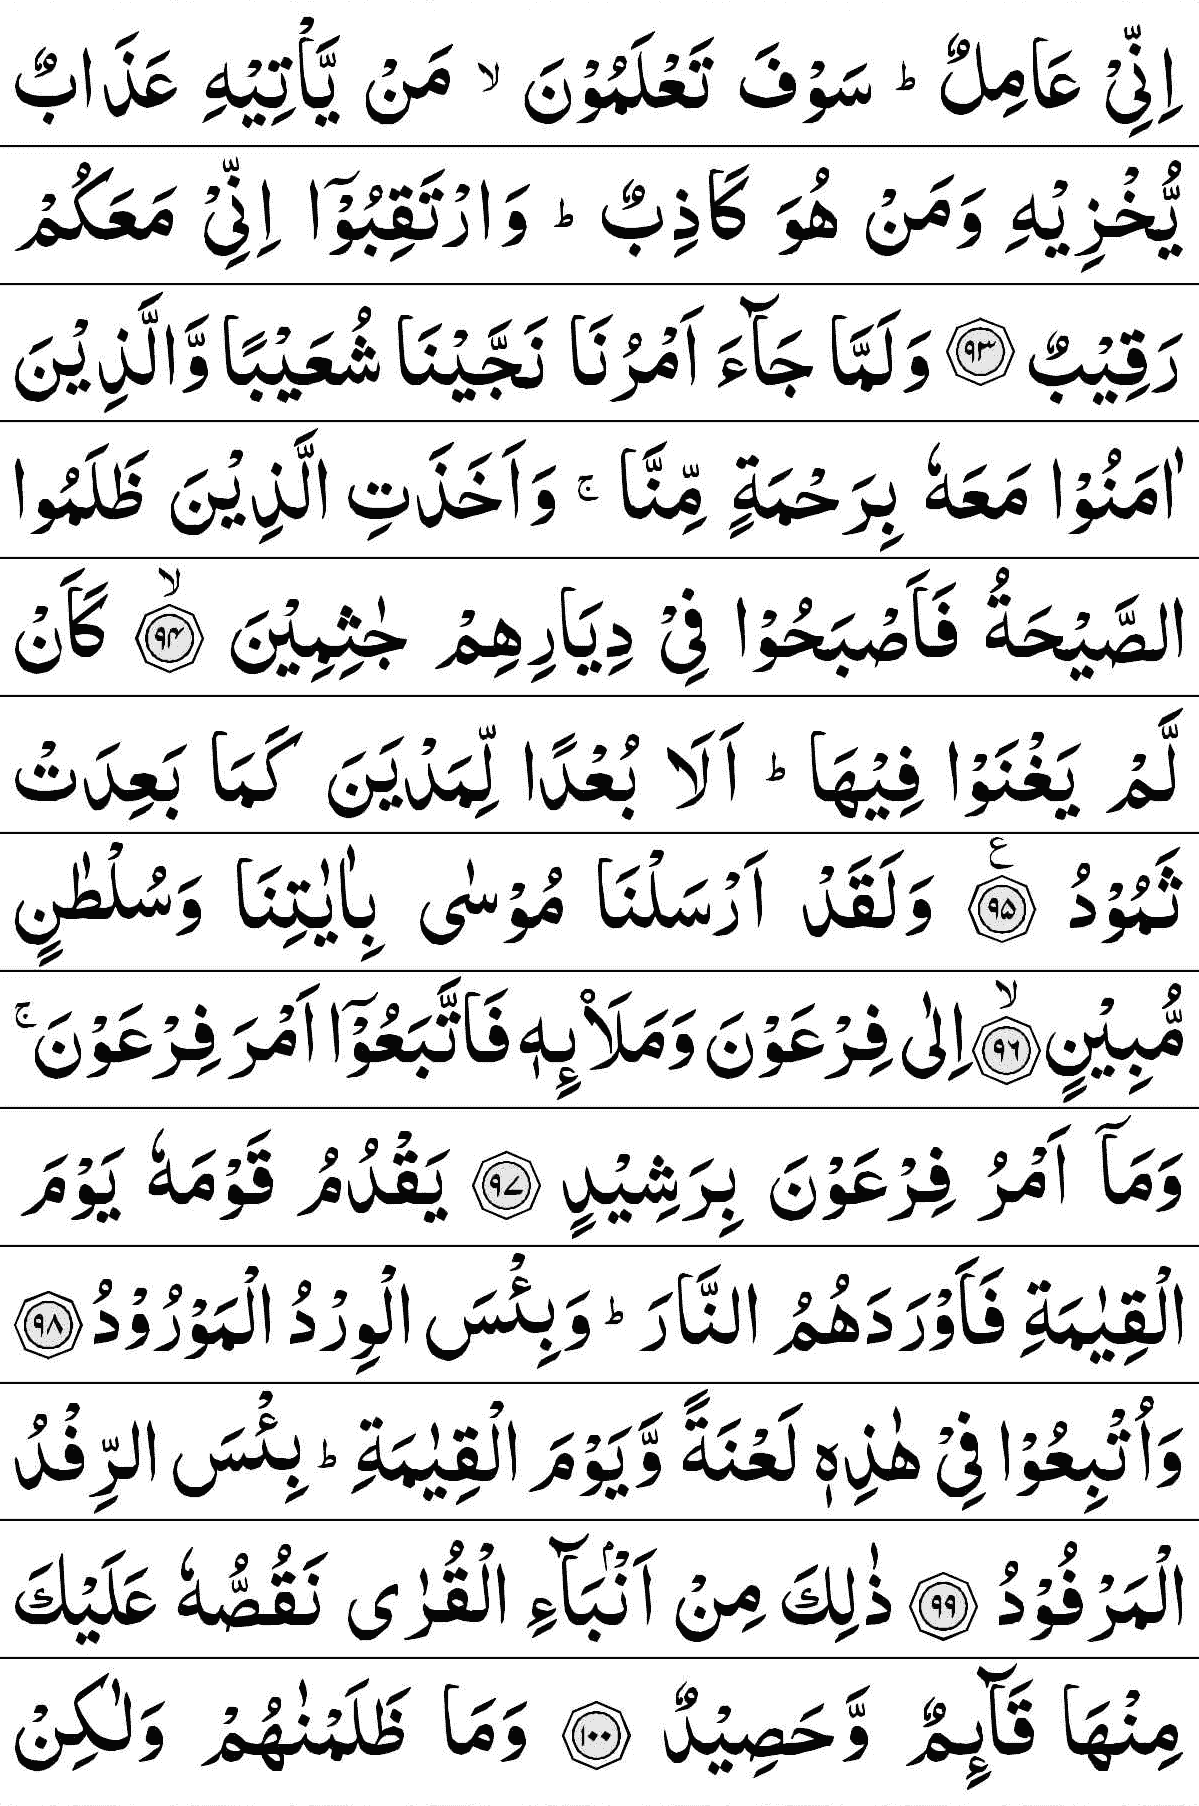 اِنِّيْ عَامِلٌ ؕ سَوْفَ تَعْلَمُوْنَ ۙ مَنْ يَّاْتِيْهِ عَذَابٌ
يُّخْزِيْهِ وَمَنْ هُوَ كَاذِبٌ ؕ وَارْتَقِبُوْۤا اِنِّيْ مَعَكُمْ
رَقِيْبٌ ۹۳ وَلَمَّا جَآءَ اَمْرُنَا نَجَّيْنَا شُعَيْبًا وَّالَّذِيْنَ
اٰمَنُوْا مَعَهٗ بِرَحْمَةٍ مِّنَّا ۚ وَاَخَذَتِ الَّذِيْنَ ظَلَمُوا
الصَّيْحَةُ فَاَصْبَحُوْا فِيْ دِيَارِهِمْ جٰثِمِيْنَ ۙ ۹۴ كَاَنْ
لَّمْ يَغْنَوْا فِيْهَا ؕ اَلَا بُعْدًا لِّمَدْيَنَ كَمَا بَعِدَتْ
ثَمُوْدُ ۹۵ ع وَلَقَدْ اَرْسَلْنَا مُوْسٰى بِاٰيٰتِنَا وَسُلْطٰنٍ
مُّبِيْنٍ ۙ ۹۶ اِلٰى فِرْعَوْنَ وَمَلَا۟ئِهٖ فَاتَّبَعُوْۤا اَمْرَ فِرْعَوْنَ ۚ
وَمَاۤ اَمْرُ فِرْعَوْنَ بِرَشِيْدٍ ۹۷ يَقْدُمُ قَوْمَهٗ يَوْمَ
الْقِيٰمَةِ فَاَوْرَدَهُمُ النَّارَ ؕ وَبِئْسَ الْوِرْدُ الْمَوْرُوْدُ ۹۸
وَاُتْبِعُوْا فِيْ هٰذِهٖ لَعْنَةً وَّيَوْمَ الْقِيٰمَةِ ؕ بِئْسَ الرِّفْدُ
الْمَرْفُوْدُ ۹۹ ذٰلِكَ مِنْ اَنْۢبَآءِ الْقُرٰى نَقُصُّهٗ عَلَيْكَ
مِنْهَا قَآئِمٌ وَّحَصِيْدٌ ۱۰۰ وَمَا ظَلَمْنٰهُمْ وَلٰكِنْ